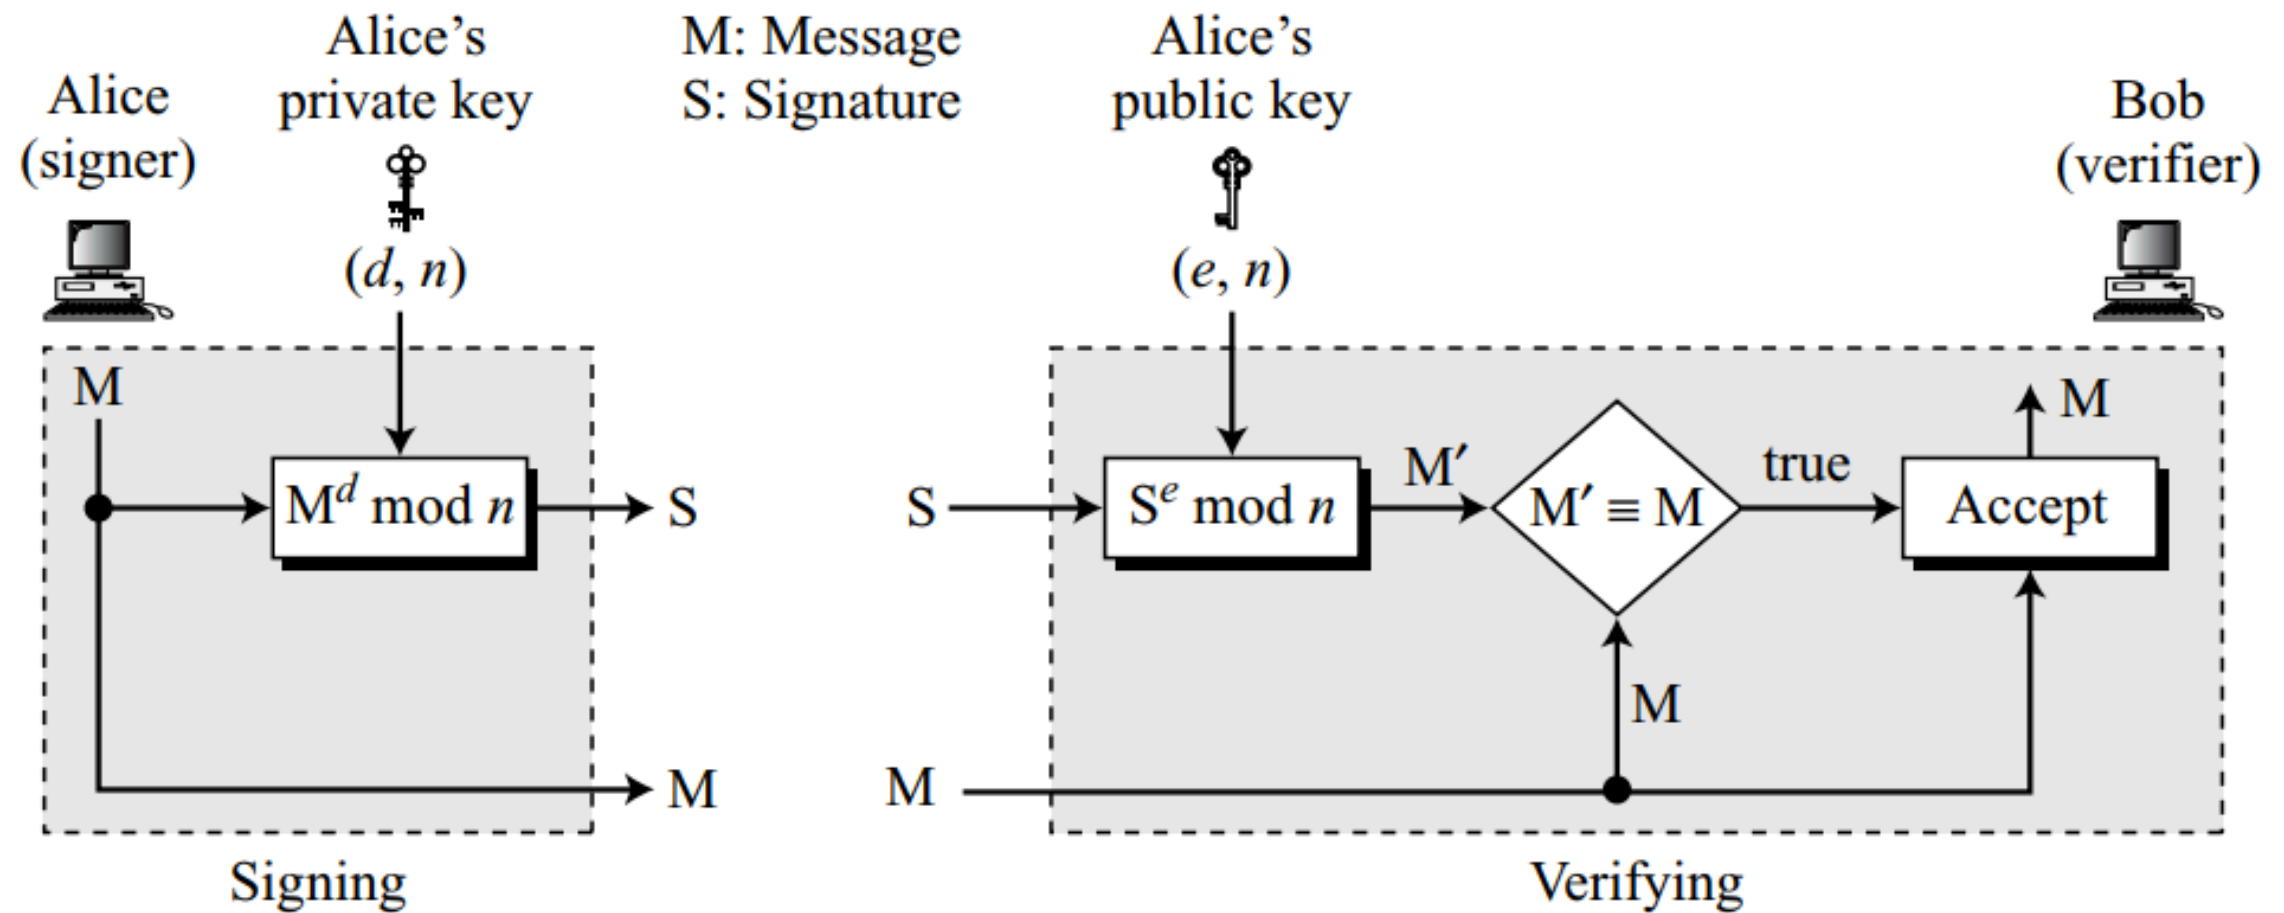 Alice
(signer)
Alice’s
private key
(d, n)
M: Message
S: Signature
Alice’s
public key
(e, n)
Bob
(verifier)
M
M^d mod n
S
M
Signing
S
S^e mod n
M′
M′ ≡ M
true
Accept
M
M
M
Verifying